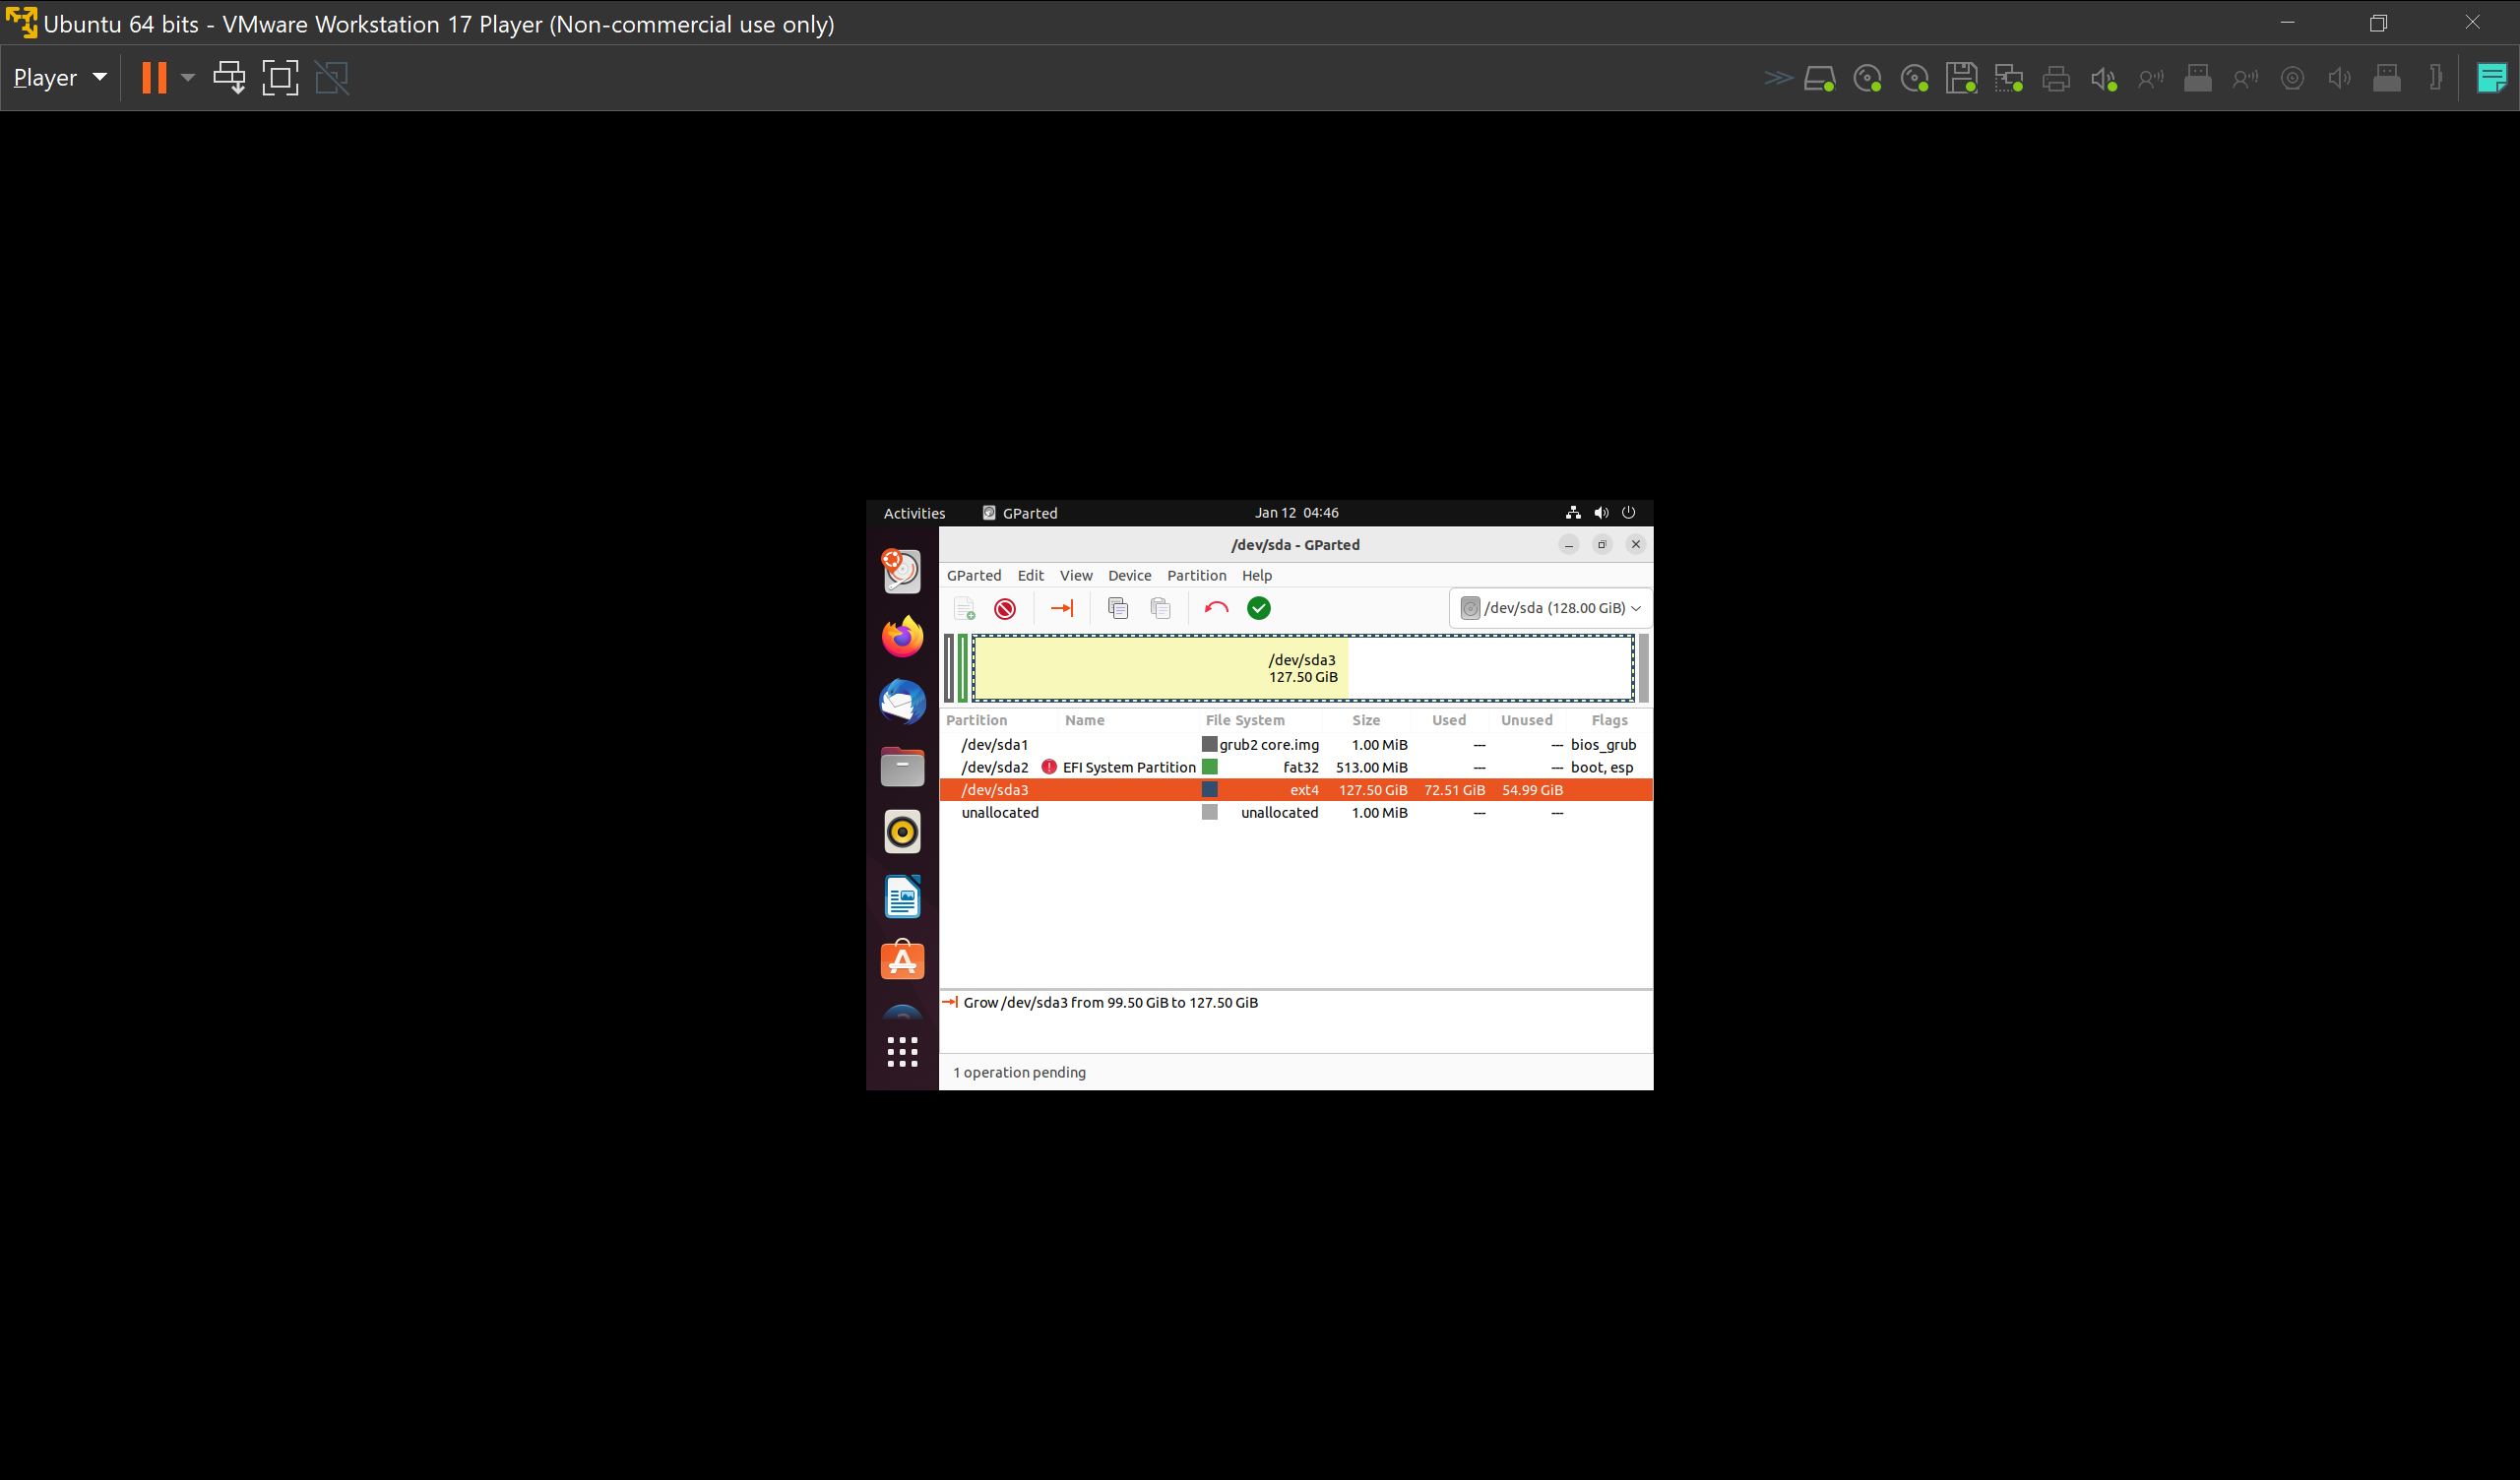 Ubuntu 64 bits - VMware Workstation 17 Player (Non-commercial use only)
Player
Activities GParted Jan 12 04:46
/dev/sda - GParted
GParted Edit View Device Partition Help
/dev/sda (128.00 GiB)
/dev/sda3
127.50 GiB
Partition Name File System Size Used Unused Flags
/dev/sda1 grub2 core.img 1.00 MiB --- --- bios_grub
/dev/sda2 EFI System Partition fat32 513.00 MiB --- --- boot, esp
/dev/sda3 ext4 127.50 GiB 72.51 GiB 54.99 GiB
unallocated unallocated 1.00 MiB --- ---
Grow /dev/sda3 from 99.50 GiB to 127.50 GiB
1 operation pending